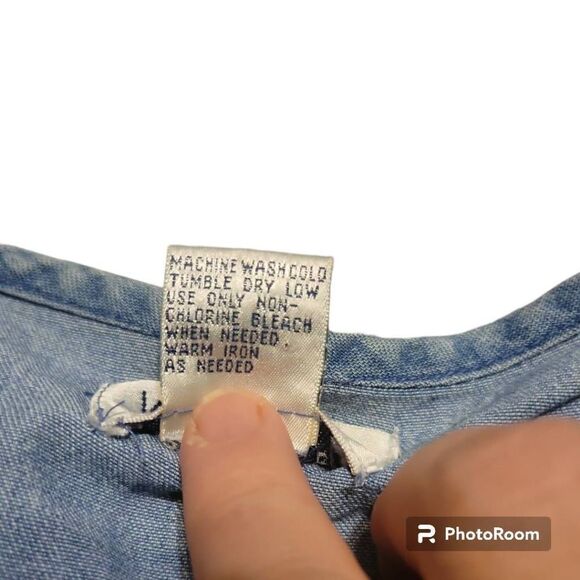 MACHINE WASH COLD
TUMBLE DRY LOW
USE ONLY NON-
CHLORINE BLEACH
WHEN NEEDED.
WARM IRON
AS NEEDED
PhotoRoom